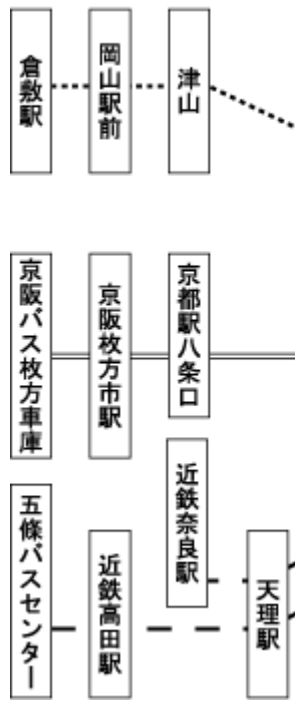 倉敷駅
岡山駅前
津山
京阪バス枚方車庫
京阪枚方市駅
京都駅八条口
近鉄奈良駅
五條バスセンター
近鉄高田駅
天理駅